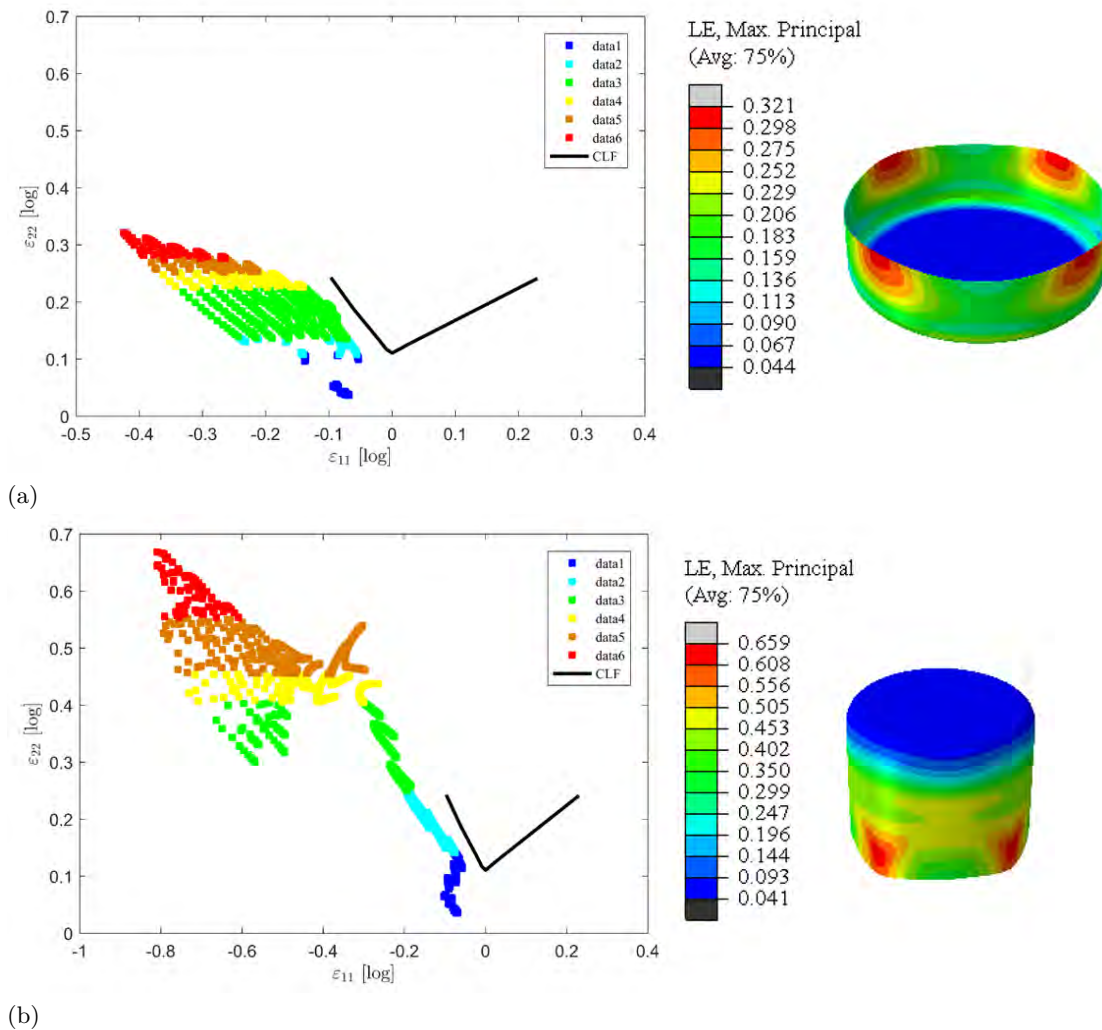 0.7
0.6
0.5
0.4
0.3
0.2
0.1
0
ε22 [log]
-0.5 -0.4 -0.3 -0.2 -0.1 0 0.1 0.2 0.3 0.4
ε11 [log]
data1
data2
data3
data4
data5
data6
CLF
LE, Max. Principal
(Avg: 75%)
0.321
0.298
0.275
0.252
0.229
0.206
0.183
0.159
0.136
0.113
0.090
0.067
0.044
(a)
0.7
0.6
0.5
0.4
0.3
0.2
0.1
0
ε22 [log]
-1 -0.8 -0.6 -0.4 -0.2 0 0.2 0.4
ε11 [log]
data1
data2
data3
data4
data5
data6
CLF
LE, Max. Principal
(Avg: 75%)
0.659
0.608
0.556
0.505
0.453
0.402
0.350
0.299
0.247
0.196
0.144
0.093
0.041
(b)